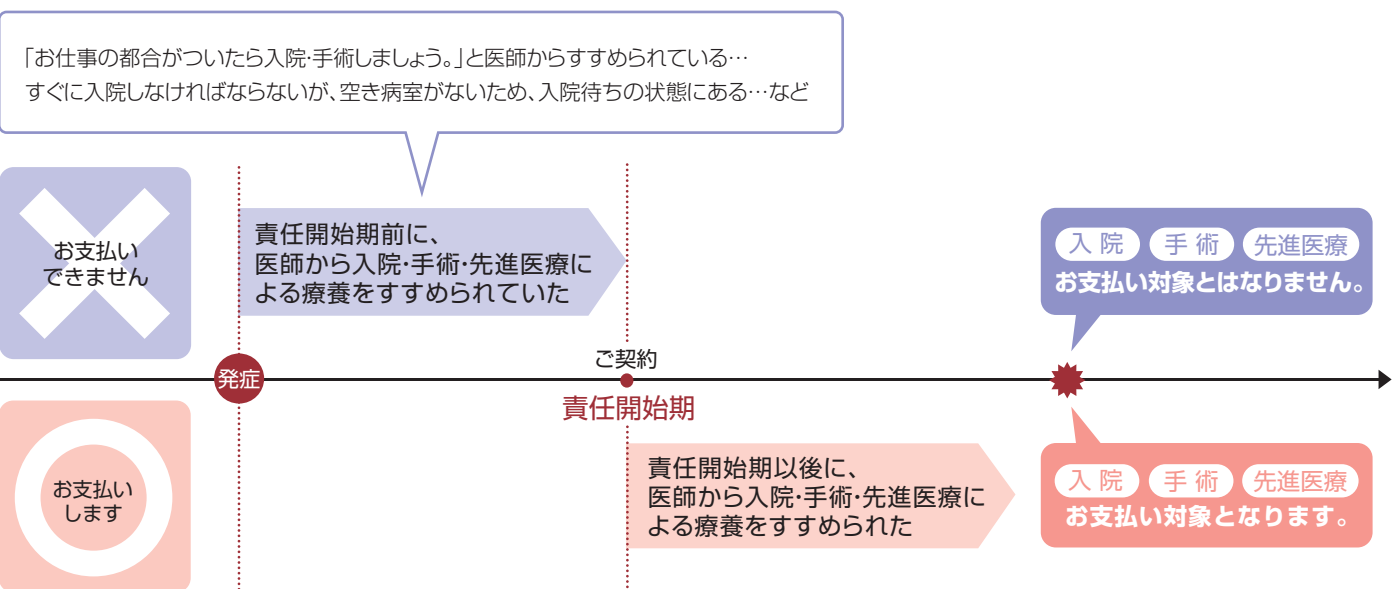 「お仕事の都合がついたら入院･手術しましょう。」と医師からすすめられている…
すぐに入院しなければならないが、空き病室がないため、入院待ちの状態にある…など
お支払い
できません
責任開始期前に、
医師から入院･手術･先進医療に
よる療養をすすめられていた
入院 手術 先進医療
お支払い対象とはなりません。
発症
ご契約
責任開始期
お支払い
します
責任開始期以後に、
医師から入院･手術･先進医療に
よる療養をすすめられた
入院 手術 先進医療
お支払い対象となります。